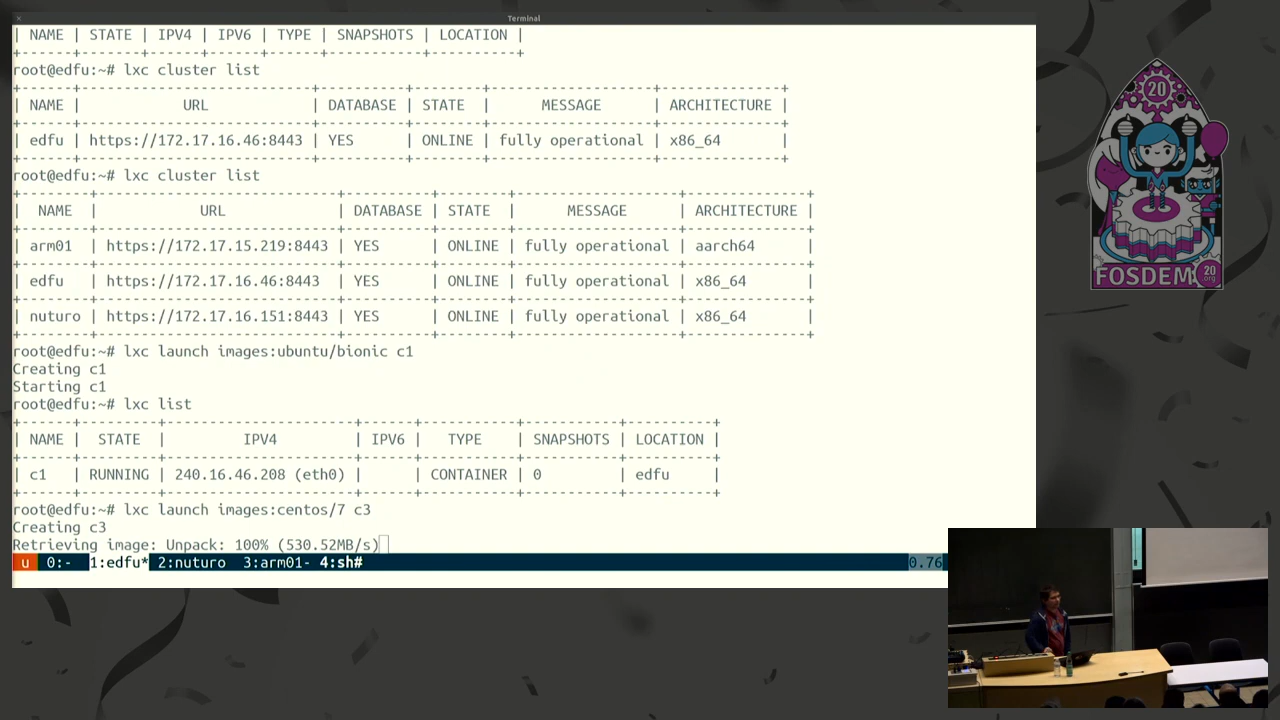 Terminal
| NAME | STATE | IPV4 | IPV6 | TYPE | SNAPSHOTS | LOCATION |
+------+-------+------+------+------+-----------+----------+
root@edfu:~# lxc cluster list
+------+---------------------------+----------+--------+-------------------+--------------+
| NAME | URL | DATABASE | STATE | MESSAGE | ARCHITECTURE |
+------+---------------------------+----------+--------+-------------------+--------------+
| edfu | https://172.17.16.46:8443 | YES | ONLINE | fully operational | x86_64 |
+------+---------------------------+----------+--------+-------------------+--------------+
root@edfu:~# lxc cluster list
+--------+----------------------------+----------+--------+-------------------+--------------+
| NAME | URL | DATABASE | STATE | MESSAGE | ARCHITECTURE |
+--------+----------------------------+----------+--------+-------------------+--------------+
| arm01 | https://172.17.15.219:8443 | YES | ONLINE | fully operational | aarch64 |
+--------+----------------------------+----------+--------+-------------------+--------------+
| edfu | https://172.17.16.46:8443 | YES | ONLINE | fully operational | x86_64 |
+--------+----------------------------+----------+--------+-------------------+--------------+
| nuturo | https://172.17.16.151:8443 | YES | ONLINE | fully operational | x86_64 |
+--------+----------------------------+----------+--------+-------------------+--------------+
root@edfu:~# lxc launch images:ubuntu/bionic c1
Creating c1
Starting c1
root@edfu:~# lxc list
+------+---------+----------------------+------+-----------+-----------+----------+
| NAME | STATE | IPV4 | IPV6 | TYPE | SNAPSHOTS | LOCATION |
+------+---------+----------------------+------+-----------+-----------+----------+
| c1 | RUNNING | 240.16.46.208 (eth0) | | CONTAINER | 0 | edfu |
+------+---------+----------------------+------+-----------+-----------+----------+
root@edfu:~# lxc launch images:centos/7 c3
Creating c3
Retrieving image: Unpack: 100% (530.52MB/s)
u 0:- 1:edfu* 2:nuturo 3:arm01- 4:sh# 0.76
20
FOSDEM 20
.org